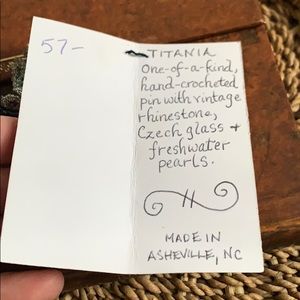 57-
TITANIA
One-of-a-kind,
hand-crocheted
pin with vintage
rhinestone,
Czech glass +
freshwater
pearls.
MADE IN
ASHEVILLE, NC